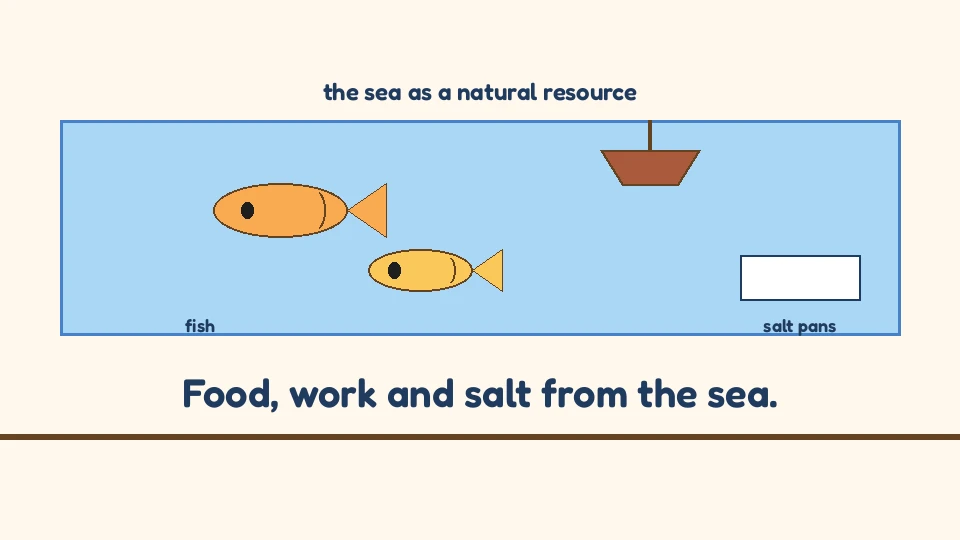 the sea as a natural resource
fish
salt pans
Food, work and salt from the sea.